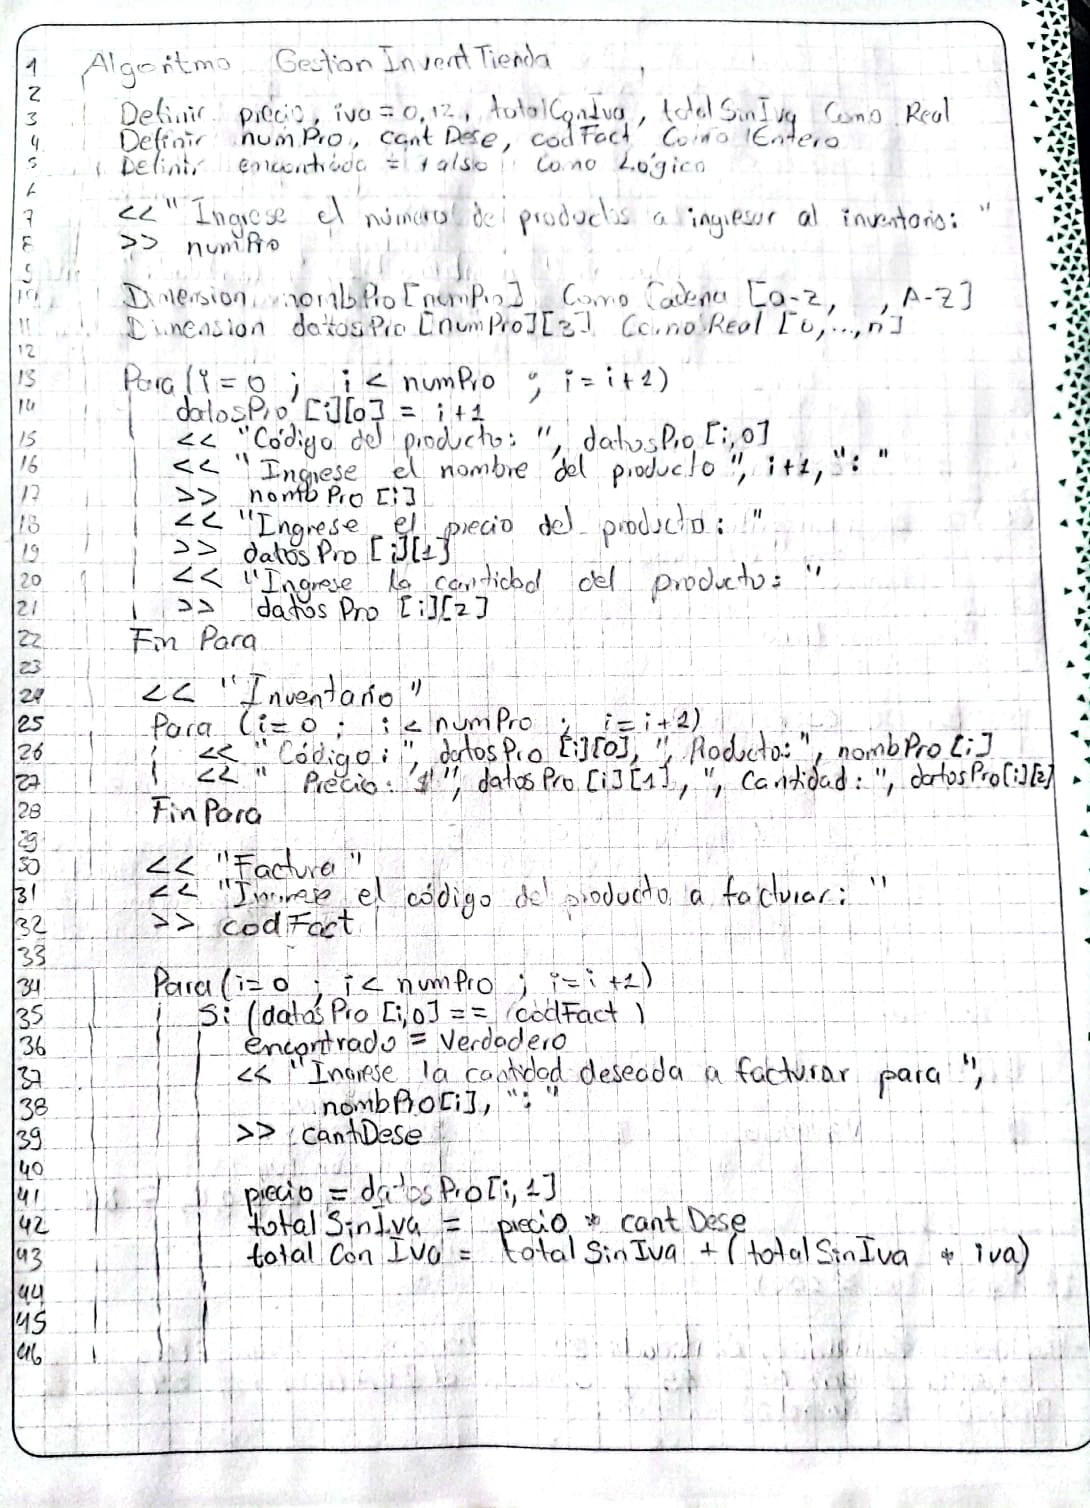 1 Algoritmo GestionInventTienda
2
3 Definir precio, iva = 0,12, totalConIva, totalSinIva Como Real
4 Definir numPro, cantDese, codFact Como Entero
5 Definir encontrado = falso Como Lógico
6
7 << "Ingrese el número de productos a ingresar al inventario: "
8 >> numPro
9
10 Dimension nombPro[numPro] Como Cadena [a-z, , A-Z]
11 Dimension datosPro [numPro][3] Como Real [0,...,n]
12
13 Para (i = 0 ; i < numPro ; i = i+1)
14 datosPro [i][0] = i+1
15 << "Código del producto: ", datosPro [i,0]
16 << "Ingrese el nombre del producto ", i+1, ": "
17 >> nombPro [i]
18 << "Ingrese el precio del producto: "
19 >> datosPro [i][1]
20 << "Ingrese la cantidad del producto: "
21 >> datosPro [i][2]
22 Fin Para
23
24 << "Inventario"
25 Para (i = 0 ; i < numPro ; i = i+1)
26 << "Código: ", datosPro [i][0], ", Producto: ", nombPro [i]
27 << " Precio: $", datosPro [i][1], ", Cantidad: ", datosPro[i][2]
28 Fin Para
29
30 << "Factura"
31 << "Ingrese el código del producto a facturar: "
32 >> codFact
33
34 Para (i = 0 ; i < numPro ; i = i+1)
35 Si (datosPro [i,0] == codFact )
36 encontrado = Verdadero
37 << "Ingrese la cantidad deseada a facturar para ",
38 nombPro[i], ": "
39 >> cantDese
40
41 precio = datosPro[i,1]
42 totalSinIva = precio * cantDese
43 totalConIva = totalSinIva + (totalSinIva * iva)
44
45
46